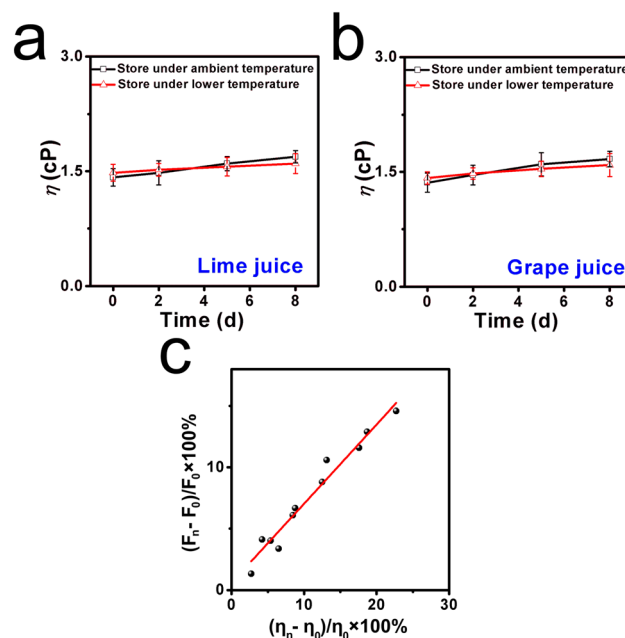 a
3.0
1.5
0.0
η (cP)
Store under ambient temperature
Store under lower temperature
Lime juice
0 2 4 6 8
Time (d)
b
3.0
1.5
0.0
η (cP)
Store under ambient temperature
Store under lower temperature
Grape juice
0 2 4 6 8
Time (d)
c
(Fn- F0)/F0×100%
10
0
0 10 20 30
(ηn- η0)/η0×100%